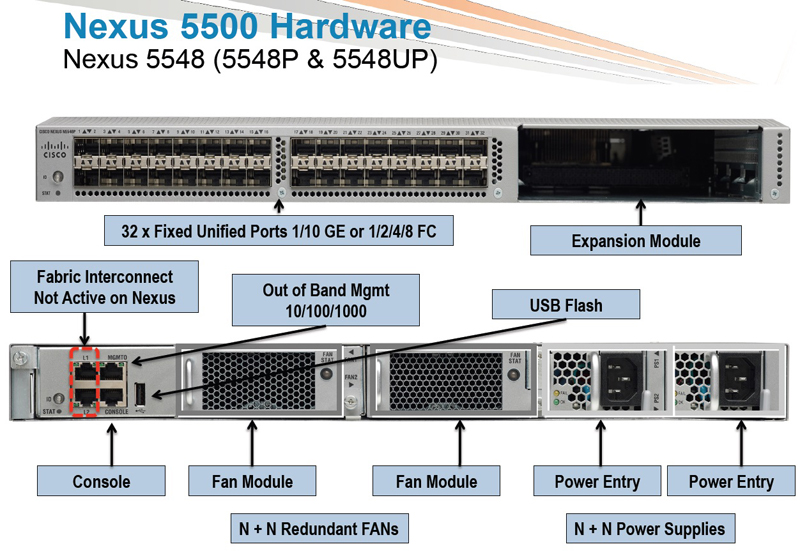 Nexus 5500 Hardware
Nexus 5548 (5548P & 5548UP)
CISCO
STAT
32 x Fixed Unified Ports 1/10 GE or 1/2/4/8 FC
Expansion Module
Fabric Interconnect
Not Active on Nexus
Out of Band Mgmt
10/100/1000
USB Flash
L1
MGMT0
FAN
STAT
FAN2
FAN
STAT
PS1
PS2
ID
STAT
L2
CONSOLE
Console
Fan Module
Fan Module
Power Entry
Power Entry
N + N Redundant FANs
N + N Power Supplies